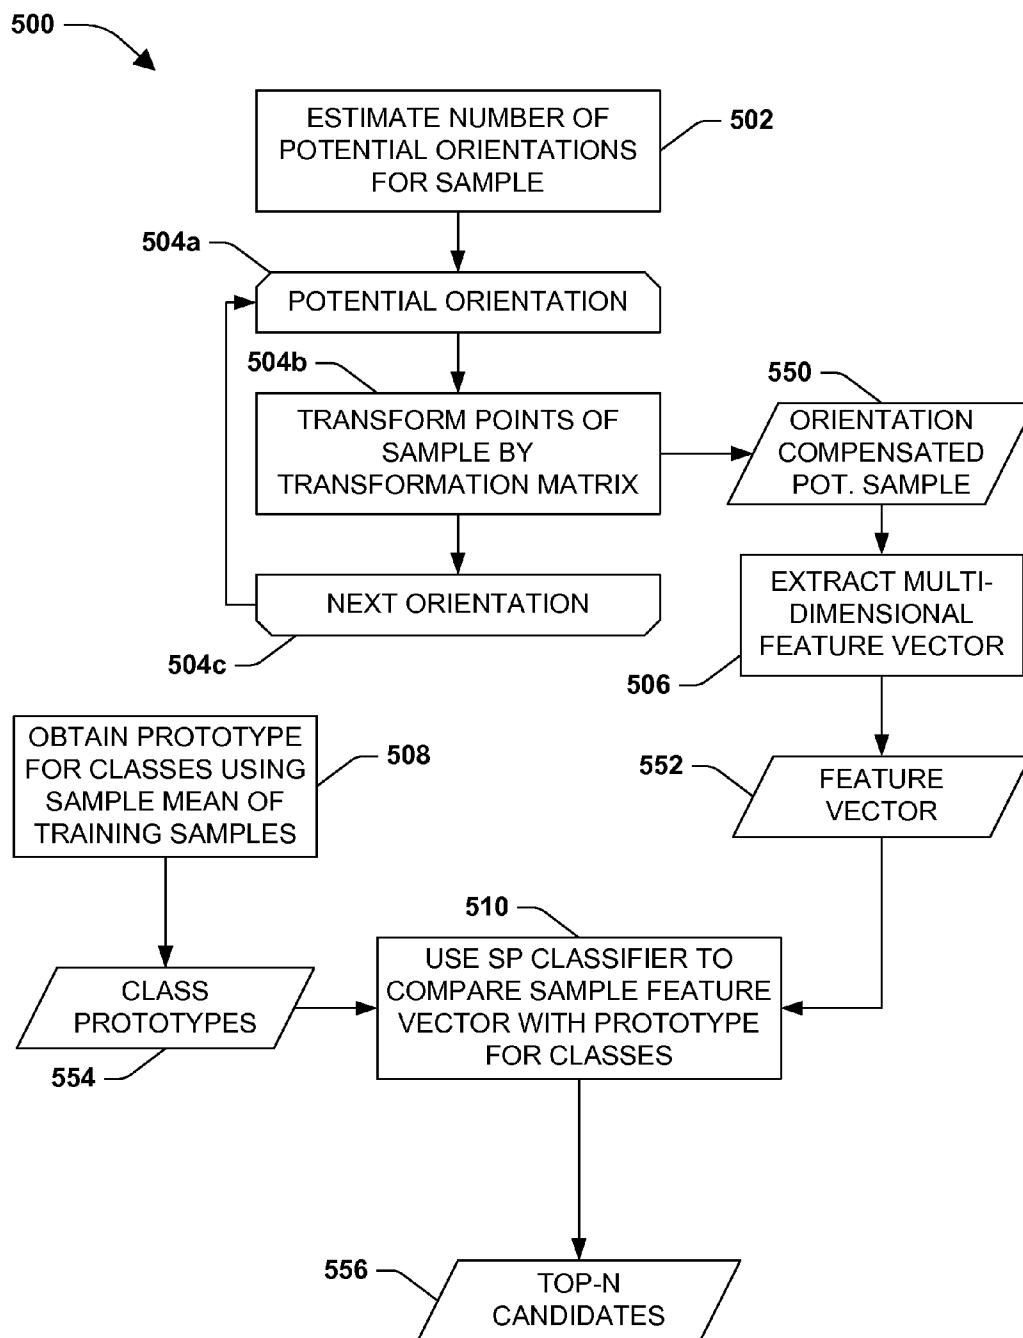 500
ESTIMATE NUMBER OF
POTENTIAL ORIENTATIONS
FOR SAMPLE
502
504a
POTENTIAL ORIENTATION
504b
TRANSFORM POINTS OF
SAMPLE BY
TRANSFORMATION MATRIX
550
ORIENTATION
COMPENSATED
POT. SAMPLE
NEXT ORIENTATION
504c
EXTRACT MULTI-
DIMENSIONAL
FEATURE VECTOR
506
OBTAIN PROTOTYPE
FOR CLASSES USING
SAMPLE MEAN OF
TRAINING SAMPLES
508
552
FEATURE
VECTOR
510
USE SP CLASSIFIER TO
COMPARE SAMPLE FEATURE
VECTOR WITH PROTOTYPE
FOR CLASSES
CLASS
PROTOTYPES
554
556
TOP-N
CANDIDATES